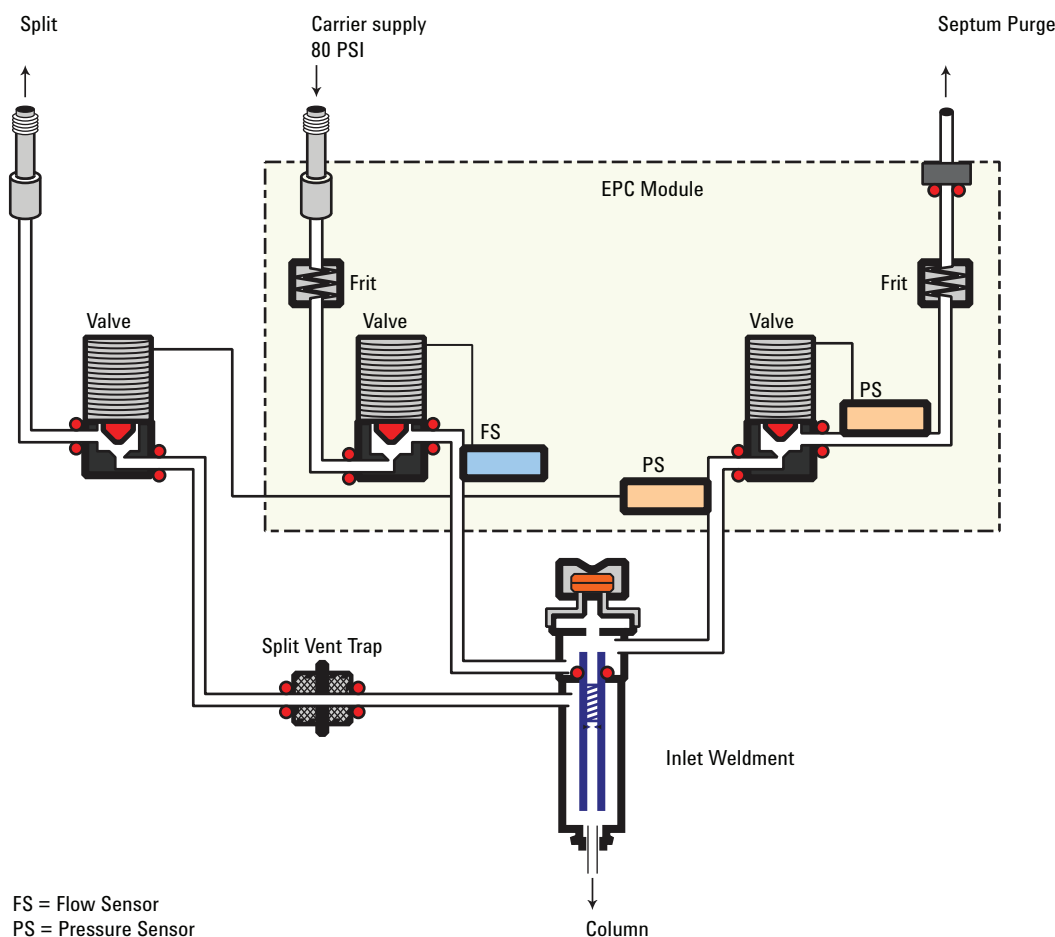 Split
Carrier supply
80 PSI
Septum Purge
EPC Module
Frit
Frit
Valve
Valve
Valve
PS
FS
PS
Split Vent Trap
Inlet Weldment
FS = Flow Sensor
PS = Pressure Sensor
Column